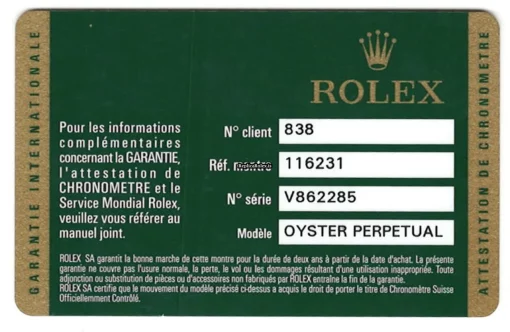 GARANTIE INTERNATIONALE
ROLEX
ATTESTATION DE CHRONOMETRE
Pour les informations
complémentaires
concernant la GARANTIE,
l'attestation de
CHRONOMETRE et le
Service Mondial Rolex,
veuillez vous référer au
manuel joint.
N° client 838
Réf. montre 116231
N° série V862285
Modèle OYSTER PERPETUAL
ROLEX SA garantit la bonne marche de cette montre pour la durée de deux ans à partir de la date d'achat. La présente
garantie ne couvre pas l'usure normale, la perte, le vol ou les dommages résultant d'une utilisation inappropriée. Toute
adjonction ou substitution de pièces ou d'accessoires non fabriqués par ROLEX entraîne la fin de la garantie.
ROLEX SA certifie que le mouvement du modèle précisé ci-dessus a acquis le droit de porter le titre de Chronomètre Suisse
Officiellement Contrôlé.